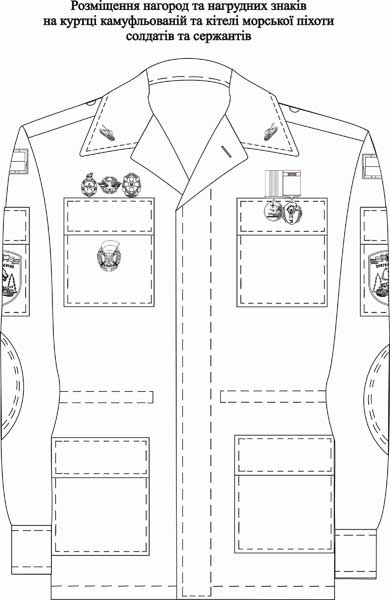 Розміщення нагород та нагрудних знаків
на куртці камуфльованій та кітелі морської піхоти
солдатів та сержантів